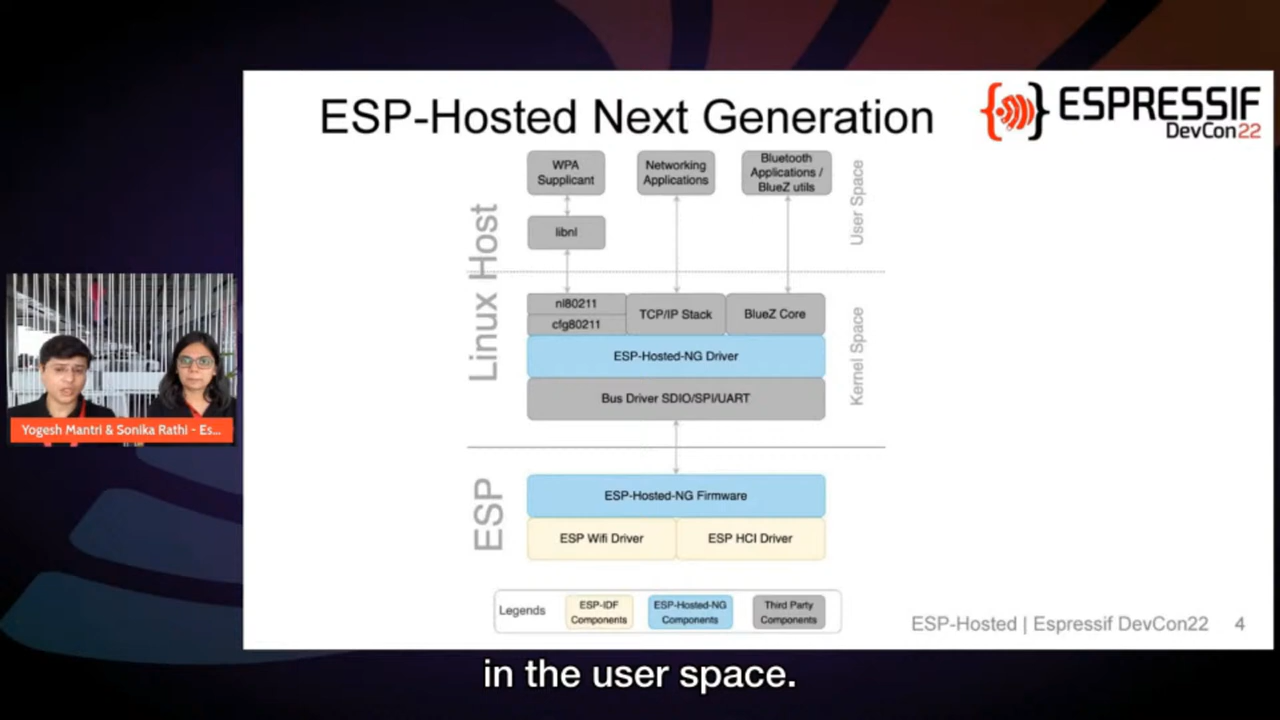 ESP-Hosted Next Generation
ESPRESSIF
DevCon22
WPA
Supplicant
Networking
Applications
Bluetooth
Applications /
BlueZ utils
User Space
libnl
Linux Host
nl80211
cfg80211
TCP/IP Stack
BlueZ Core
ESP-Hosted-NG Driver
Kernel Space
Bus Driver SDIO/SPI/UART
Yogesh Mantri & Sonika Rathi - Es...
ESP
ESP-Hosted-NG Firmware
ESP Wifi Driver
ESP HCI Driver
Legends
ESP-IDF
Components
ESP-Hosted-NG
Components
Third Party
Components
ESP-Hosted | Espressif DevCon22 4
in the user space.